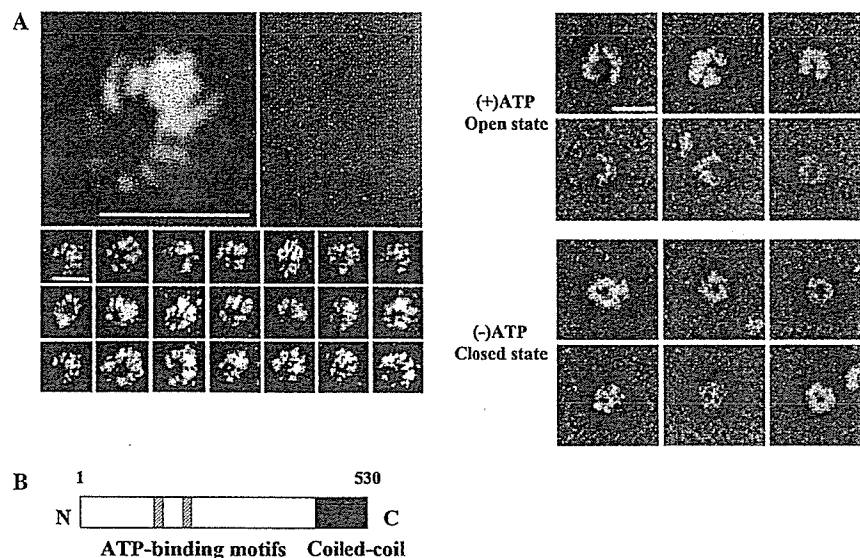 A
(+)ATP
Open state
(-)ATP
Closed state
B
1 530
N C
ATP-binding motifs Coiled-coil